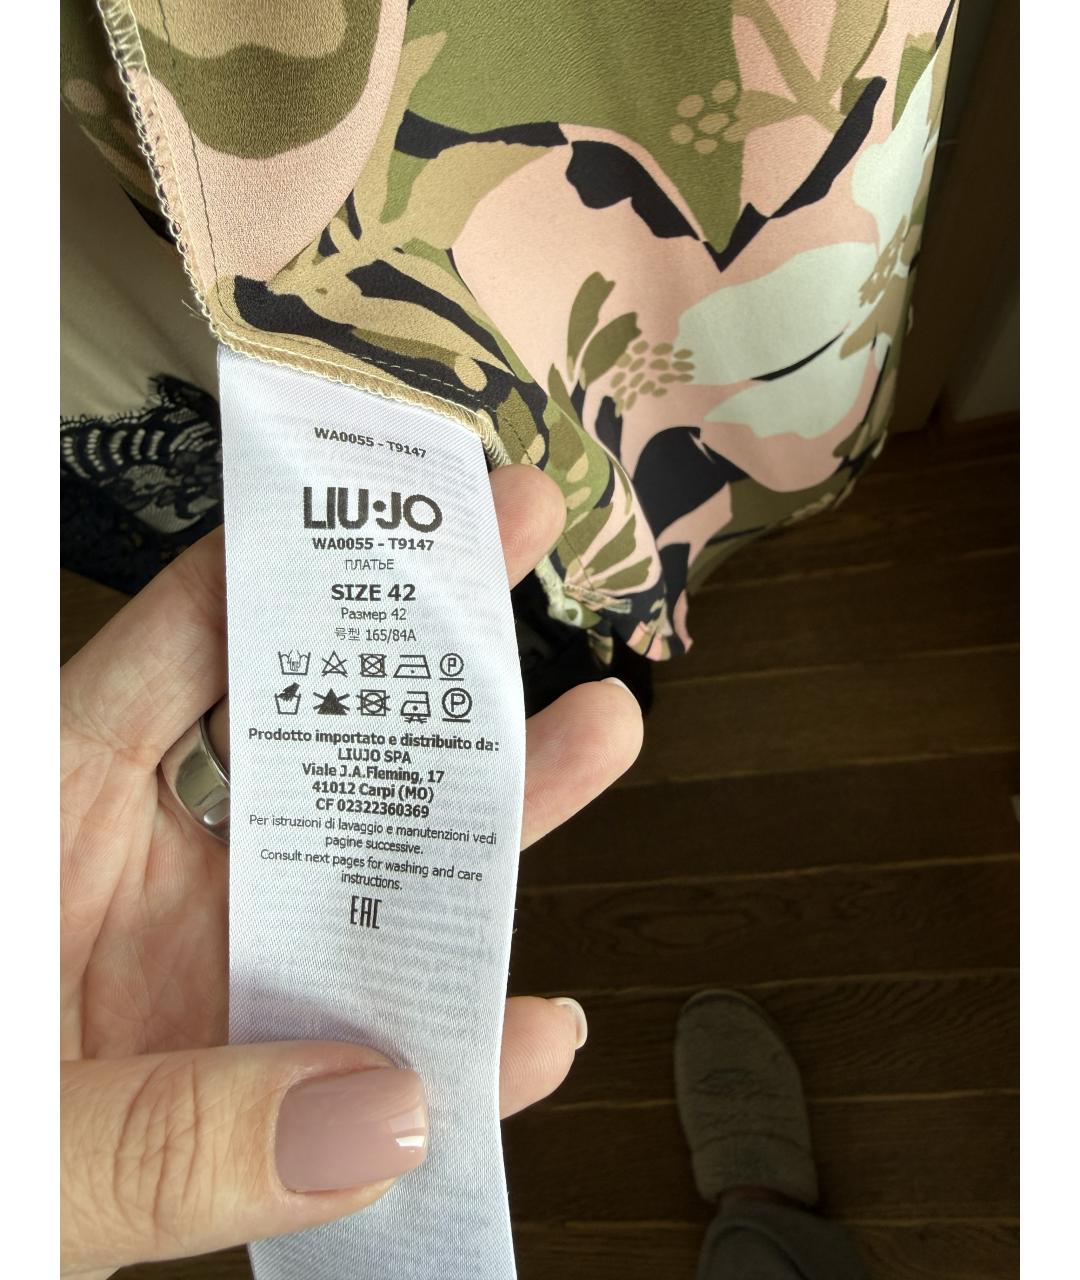 WA0055 - T9147
LIU·JO
WA0055 - T9147
ПЛАТЬЕ
SIZE 42
Размер 42
号型 165/84A
Prodotto importato e distribuito da:
LIUJO SPA
Viale J.A.Fleming, 17
41012 Carpi (MO)
CF 02322360369
Per istruzioni di lavaggio e manutenzioni vedi
pagine successive.
Consult next pages for washing and care
instructions.
EAC